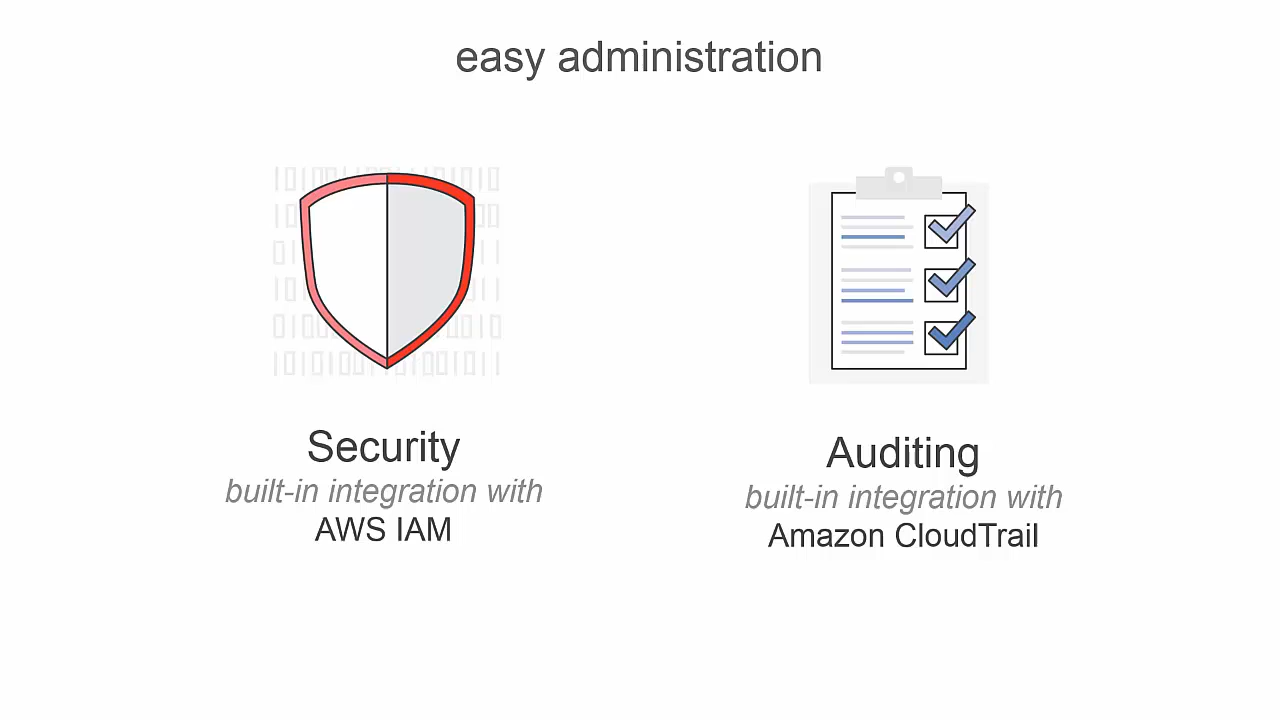 easy administration
Security
built-in integration with
AWS IAM
Auditing
built-in integration with
Amazon CloudTrail